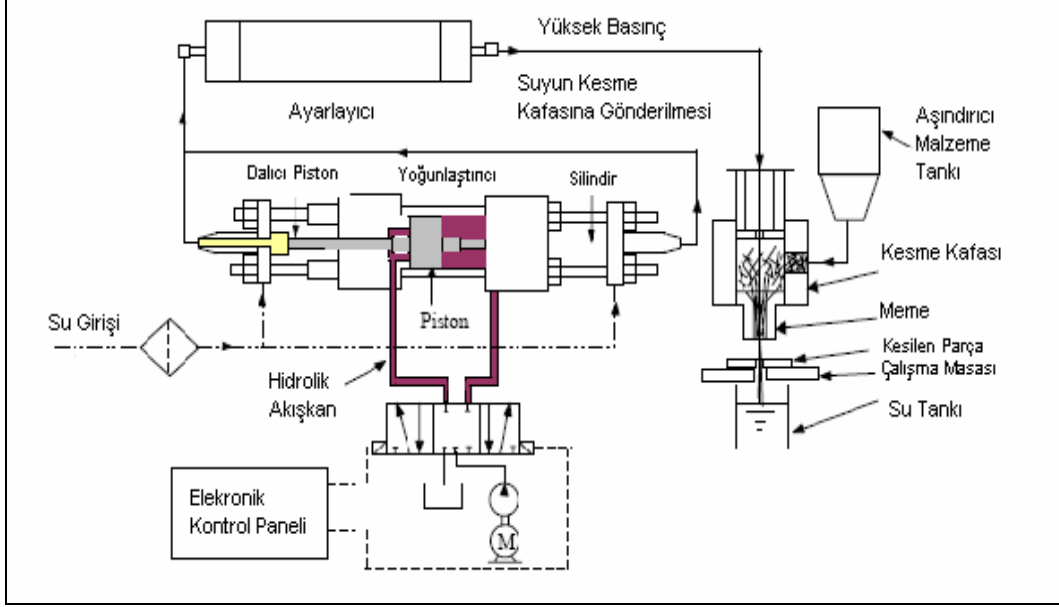 Yüksek Basınç
Suyun Kesme
Kafasına Gönderilmesi
Ayarlayıcı
Aşındırıcı
Malzeme
Tankı
Dalıcı Piston
Yoğunlaştırıcı
Silindir
Kesme Kafası
Su Girişi
Piston
Meme
Kesilen Parça
Çalışma Masası
Hidrolik
Akışkan
Su Tankı
Elekronik
Kontrol Paneli
M